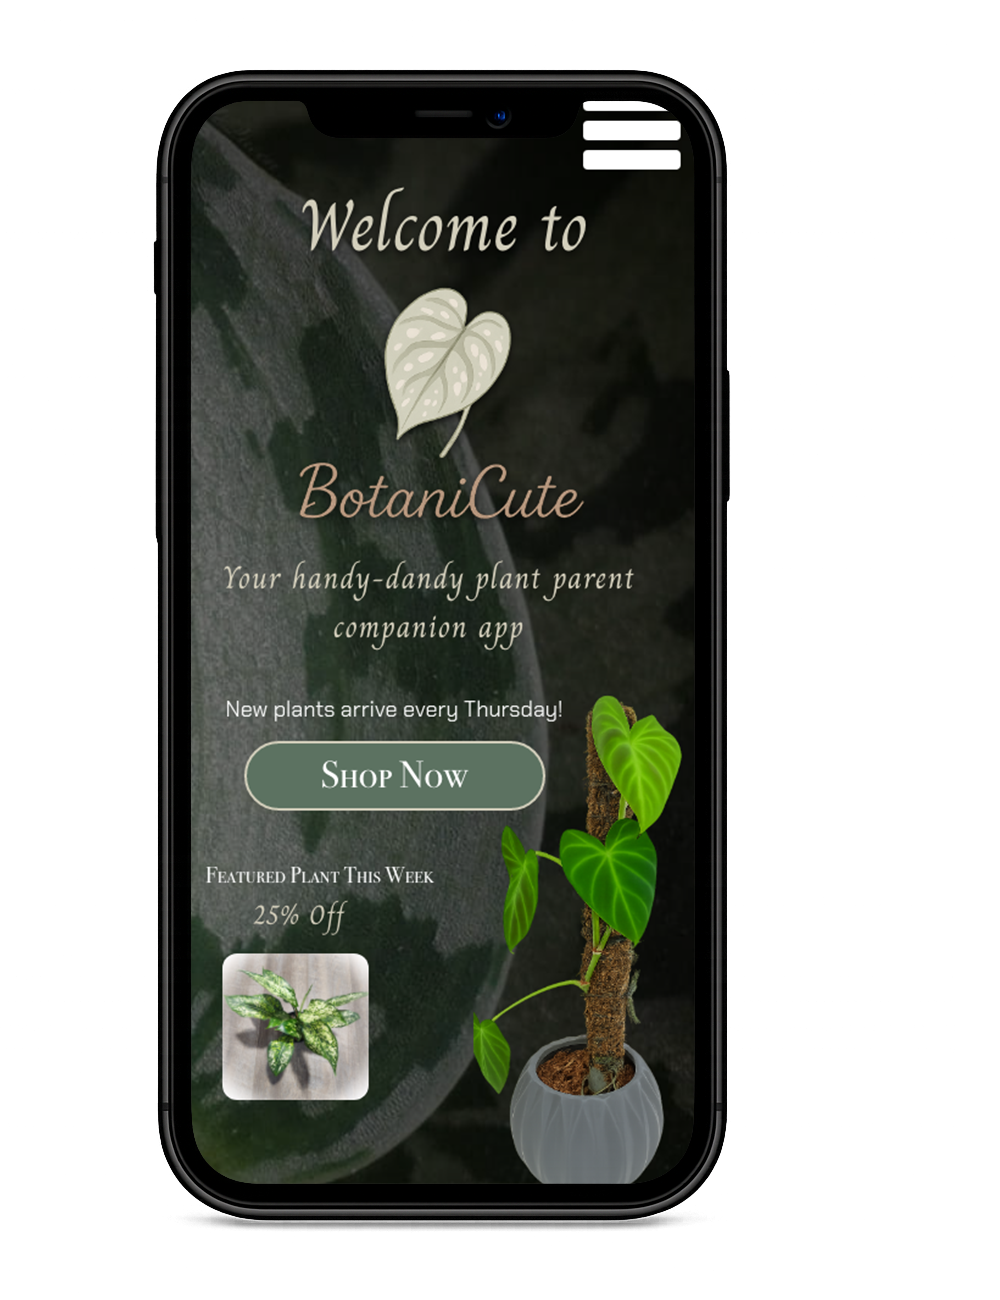 Welcome to
BotaniCute
Your handy-dandy plant parent
companion app
New plants arrive every Thursday!
Shop Now
Featured Plant This Week
25% Off